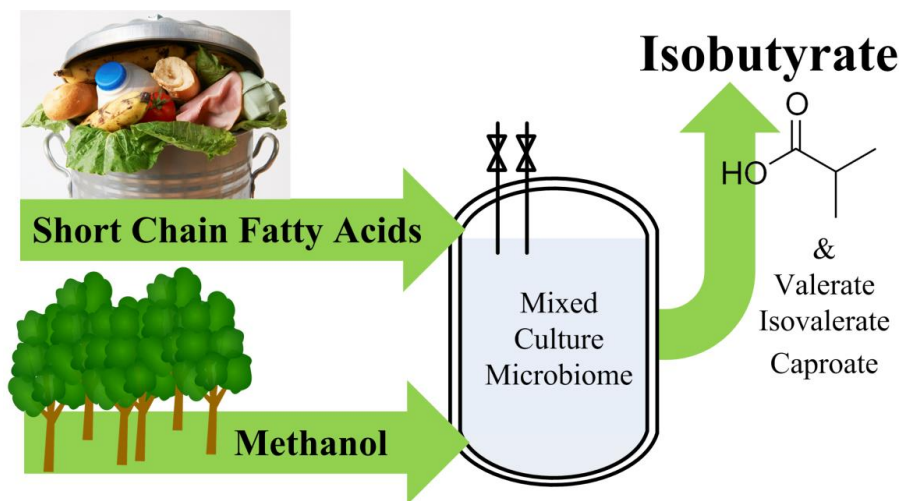 Isobutyrate
O
HO
Short Chain Fatty Acids
&
Valerate
Isovalerate
Caproate
Mixed
Culture
Microbiome
Methanol